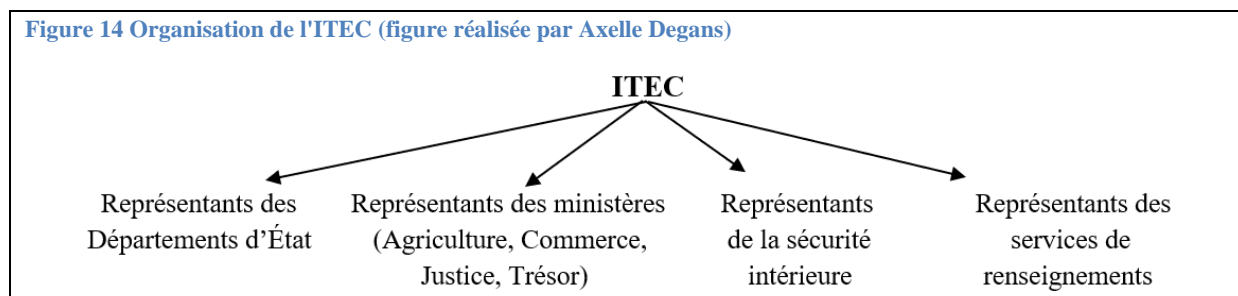 Figure 14 Organisation de l'ITEC (figure réalisée par Axelle Degans)
ITEC
Représentants des
Départements d'État
Représentants des ministères
(Agriculture, Commerce,
Justice, Trésor)
Représentants
de la sécurité
intérieure
Représentants des
services de
renseignements